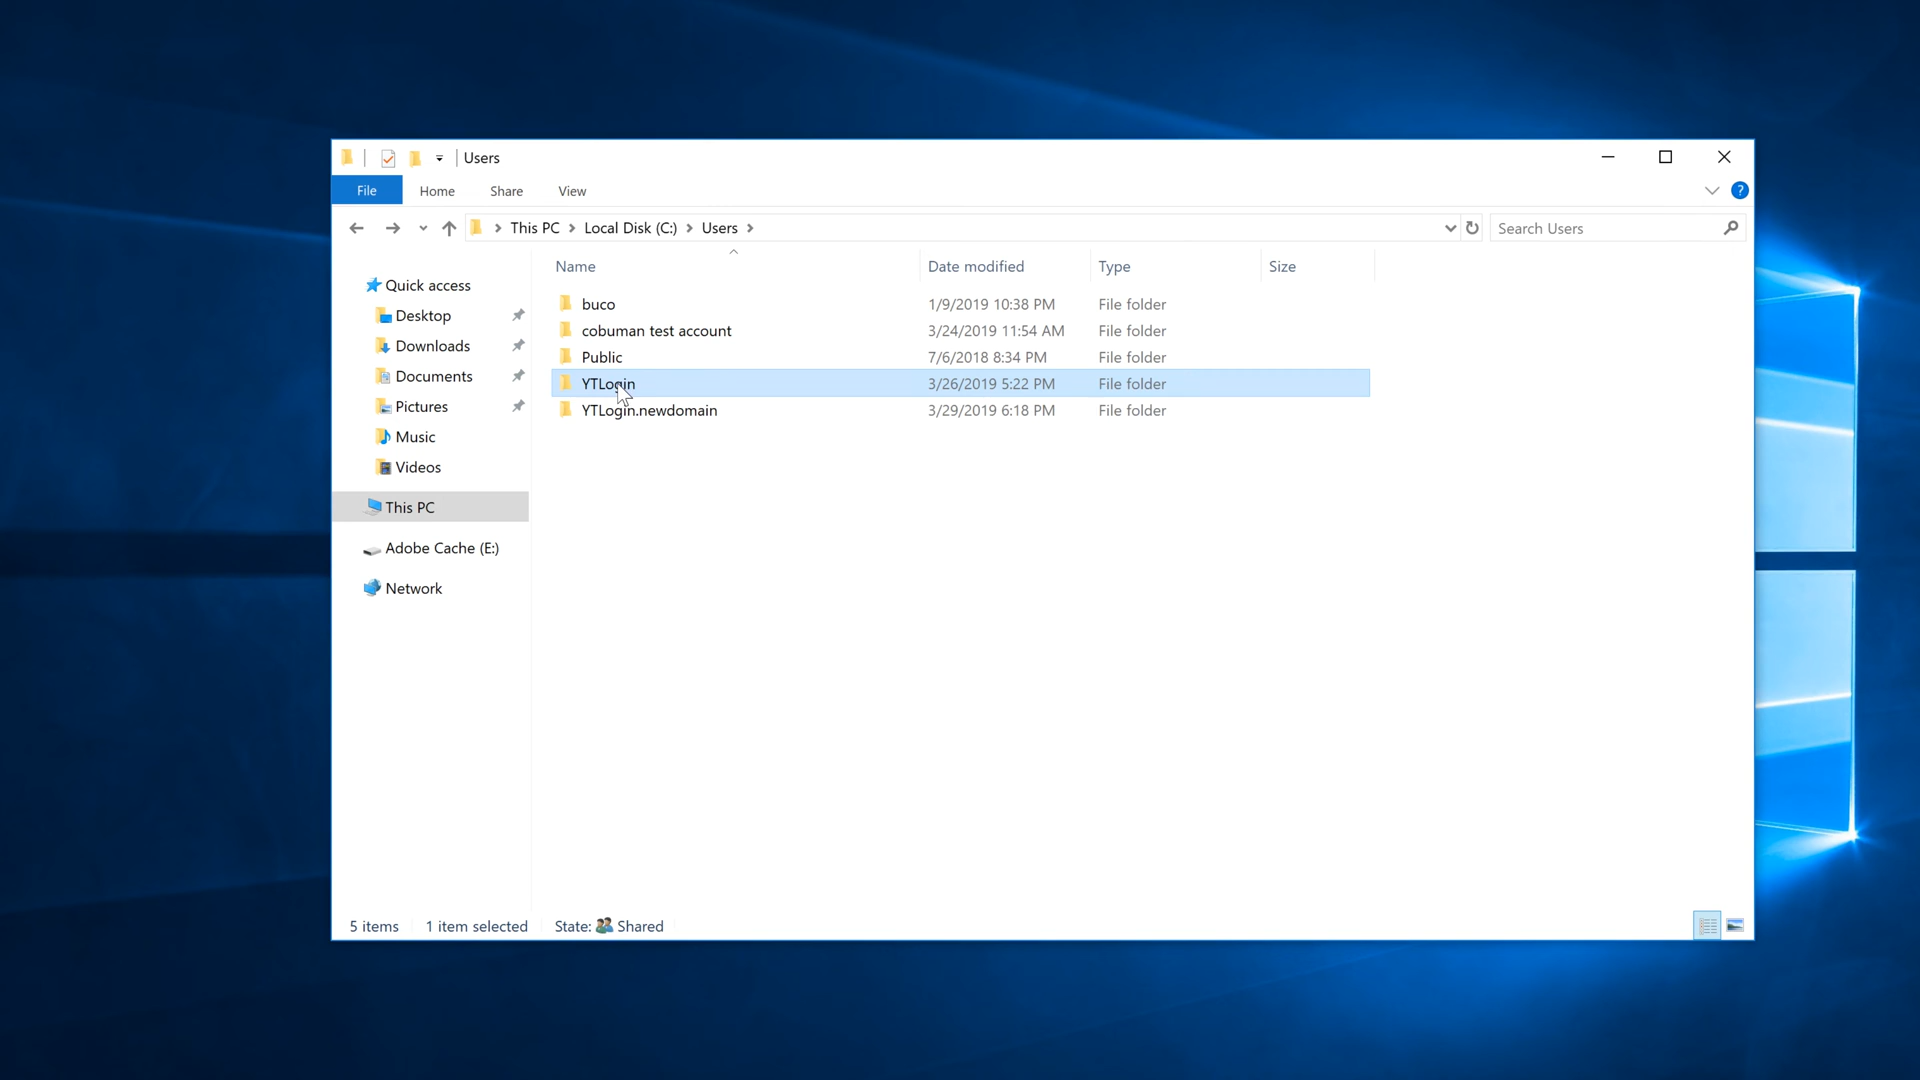 Users
File Home Share View ?
This PC Local Disk (C:) Users Search Users
Name Date modified Type Size
Quick access
Desktop
Downloads
Documents
Pictures
Music
Videos
This PC
Adobe Cache (E:)
Network
buco 1/9/2019 10:38 PM File folder
cobuman test account 3/24/2019 11:54 AM File folder
Public 7/6/2018 8:34 PM File folder
YTLogin 3/26/2019 5:22 PM File folder
YTLogin.newdomain 3/29/2019 6:18 PM File folder
5 items 1 item selected State: Shared